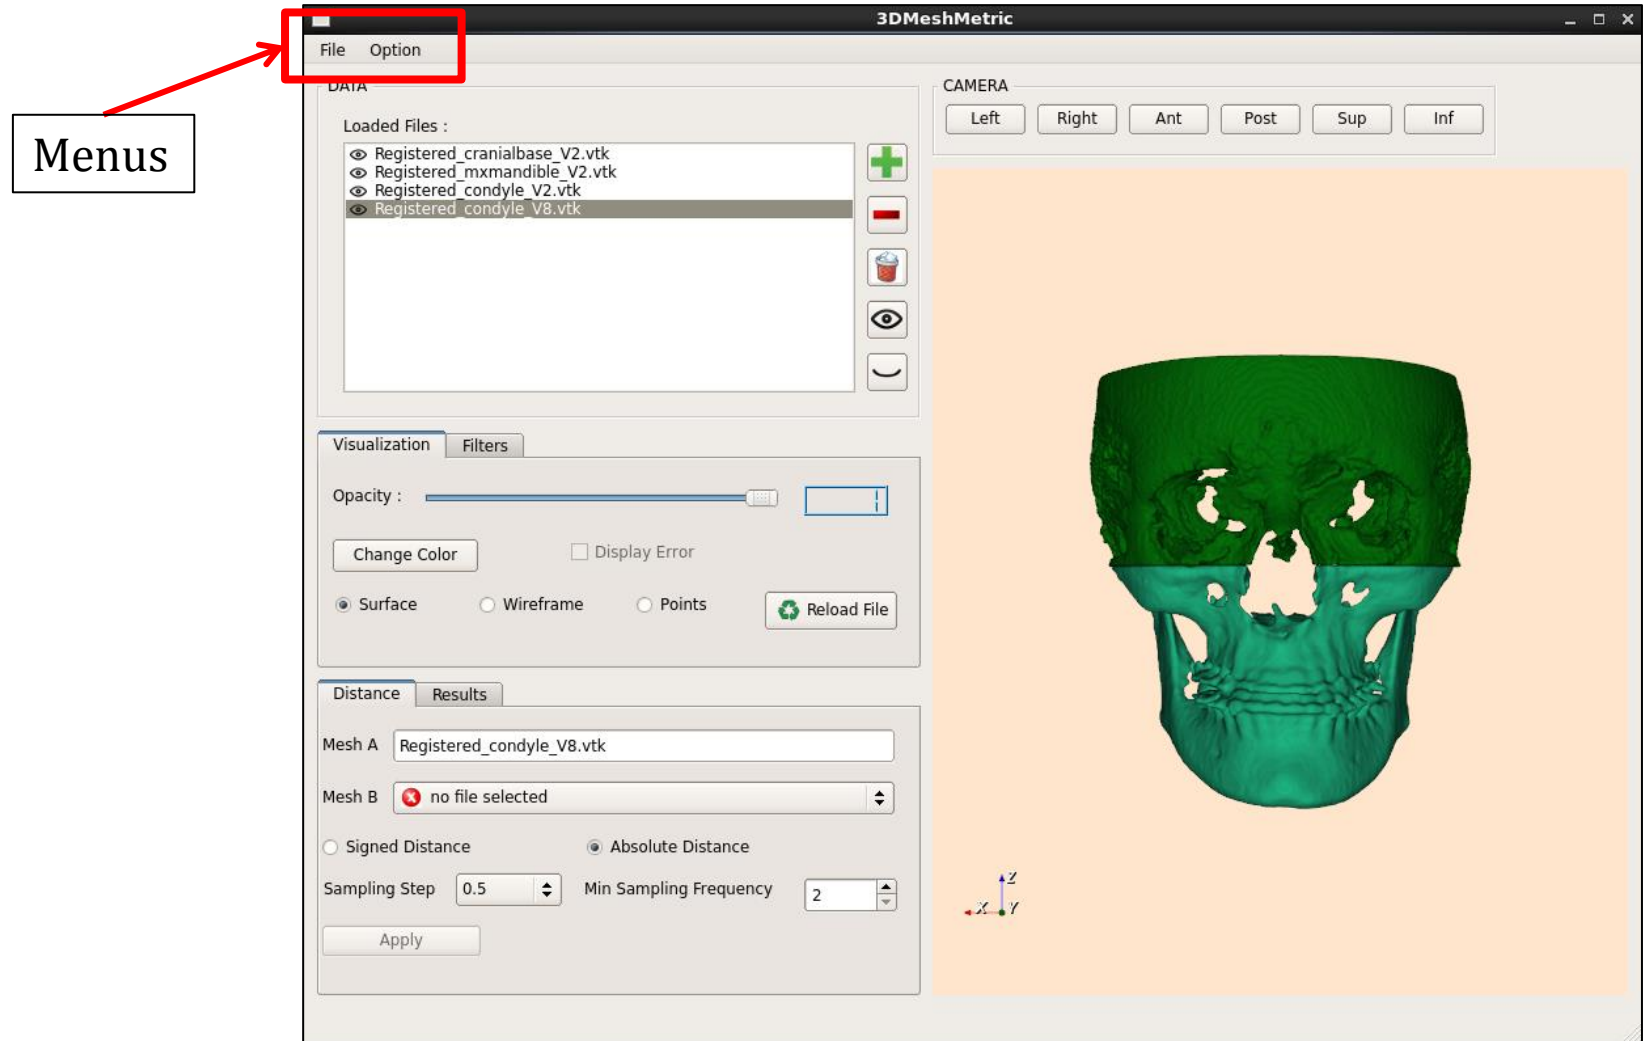 3DMeshMetric
File Option
Menus
DATA
Loaded Files :
Registered_cranialbase_V2.vtk
Registered_mxmandible_V2.vtk
Registered_condyle_V2.vtk
Registered_condyle_V8.vtk
CAMERA
Left Right Ant Post Sup Inf
Visualization Filters
Opacity :
Change Color Display Error
Surface Wireframe Points Reload File
Distance Results
Mesh A Registered_condyle_V8.vtk
Mesh B no file selected
Signed Distance Absolute Distance
Sampling Step 0.5 Min Sampling Frequency 2
Apply
Z
X Y